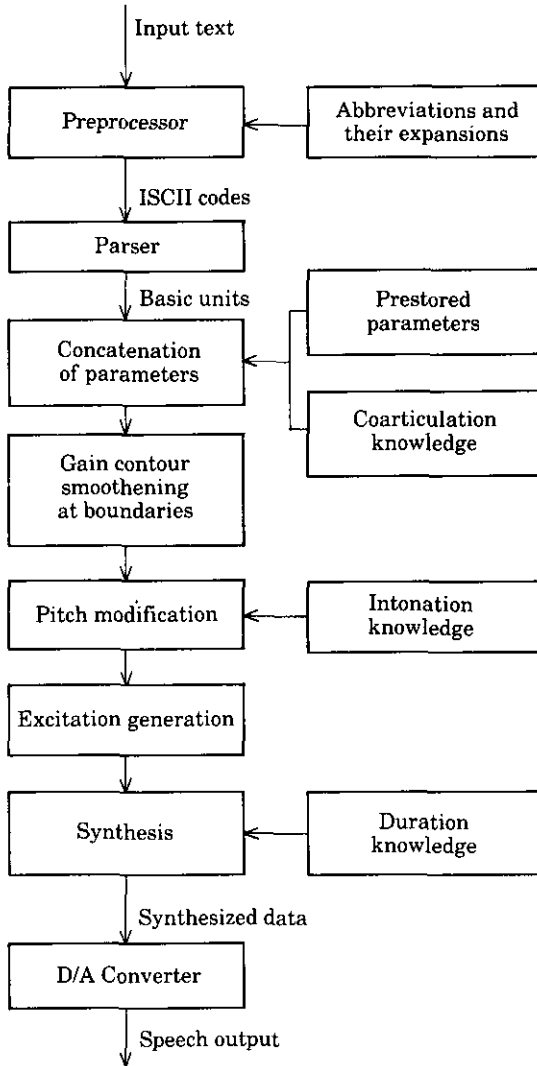 Input text
Preprocessor
Abbreviations and
their expansions
ISCII codes
Parser
Basic units
Concatenation
of parameters
Prestored
parameters
Coarticulation
knowledge
Gain contour
smoothening
at boundaries
Pitch modification
Intonation
knowledge
Excitation generation
Synthesis
Duration
knowledge
Synthesized data
D/A Converter
Speech output